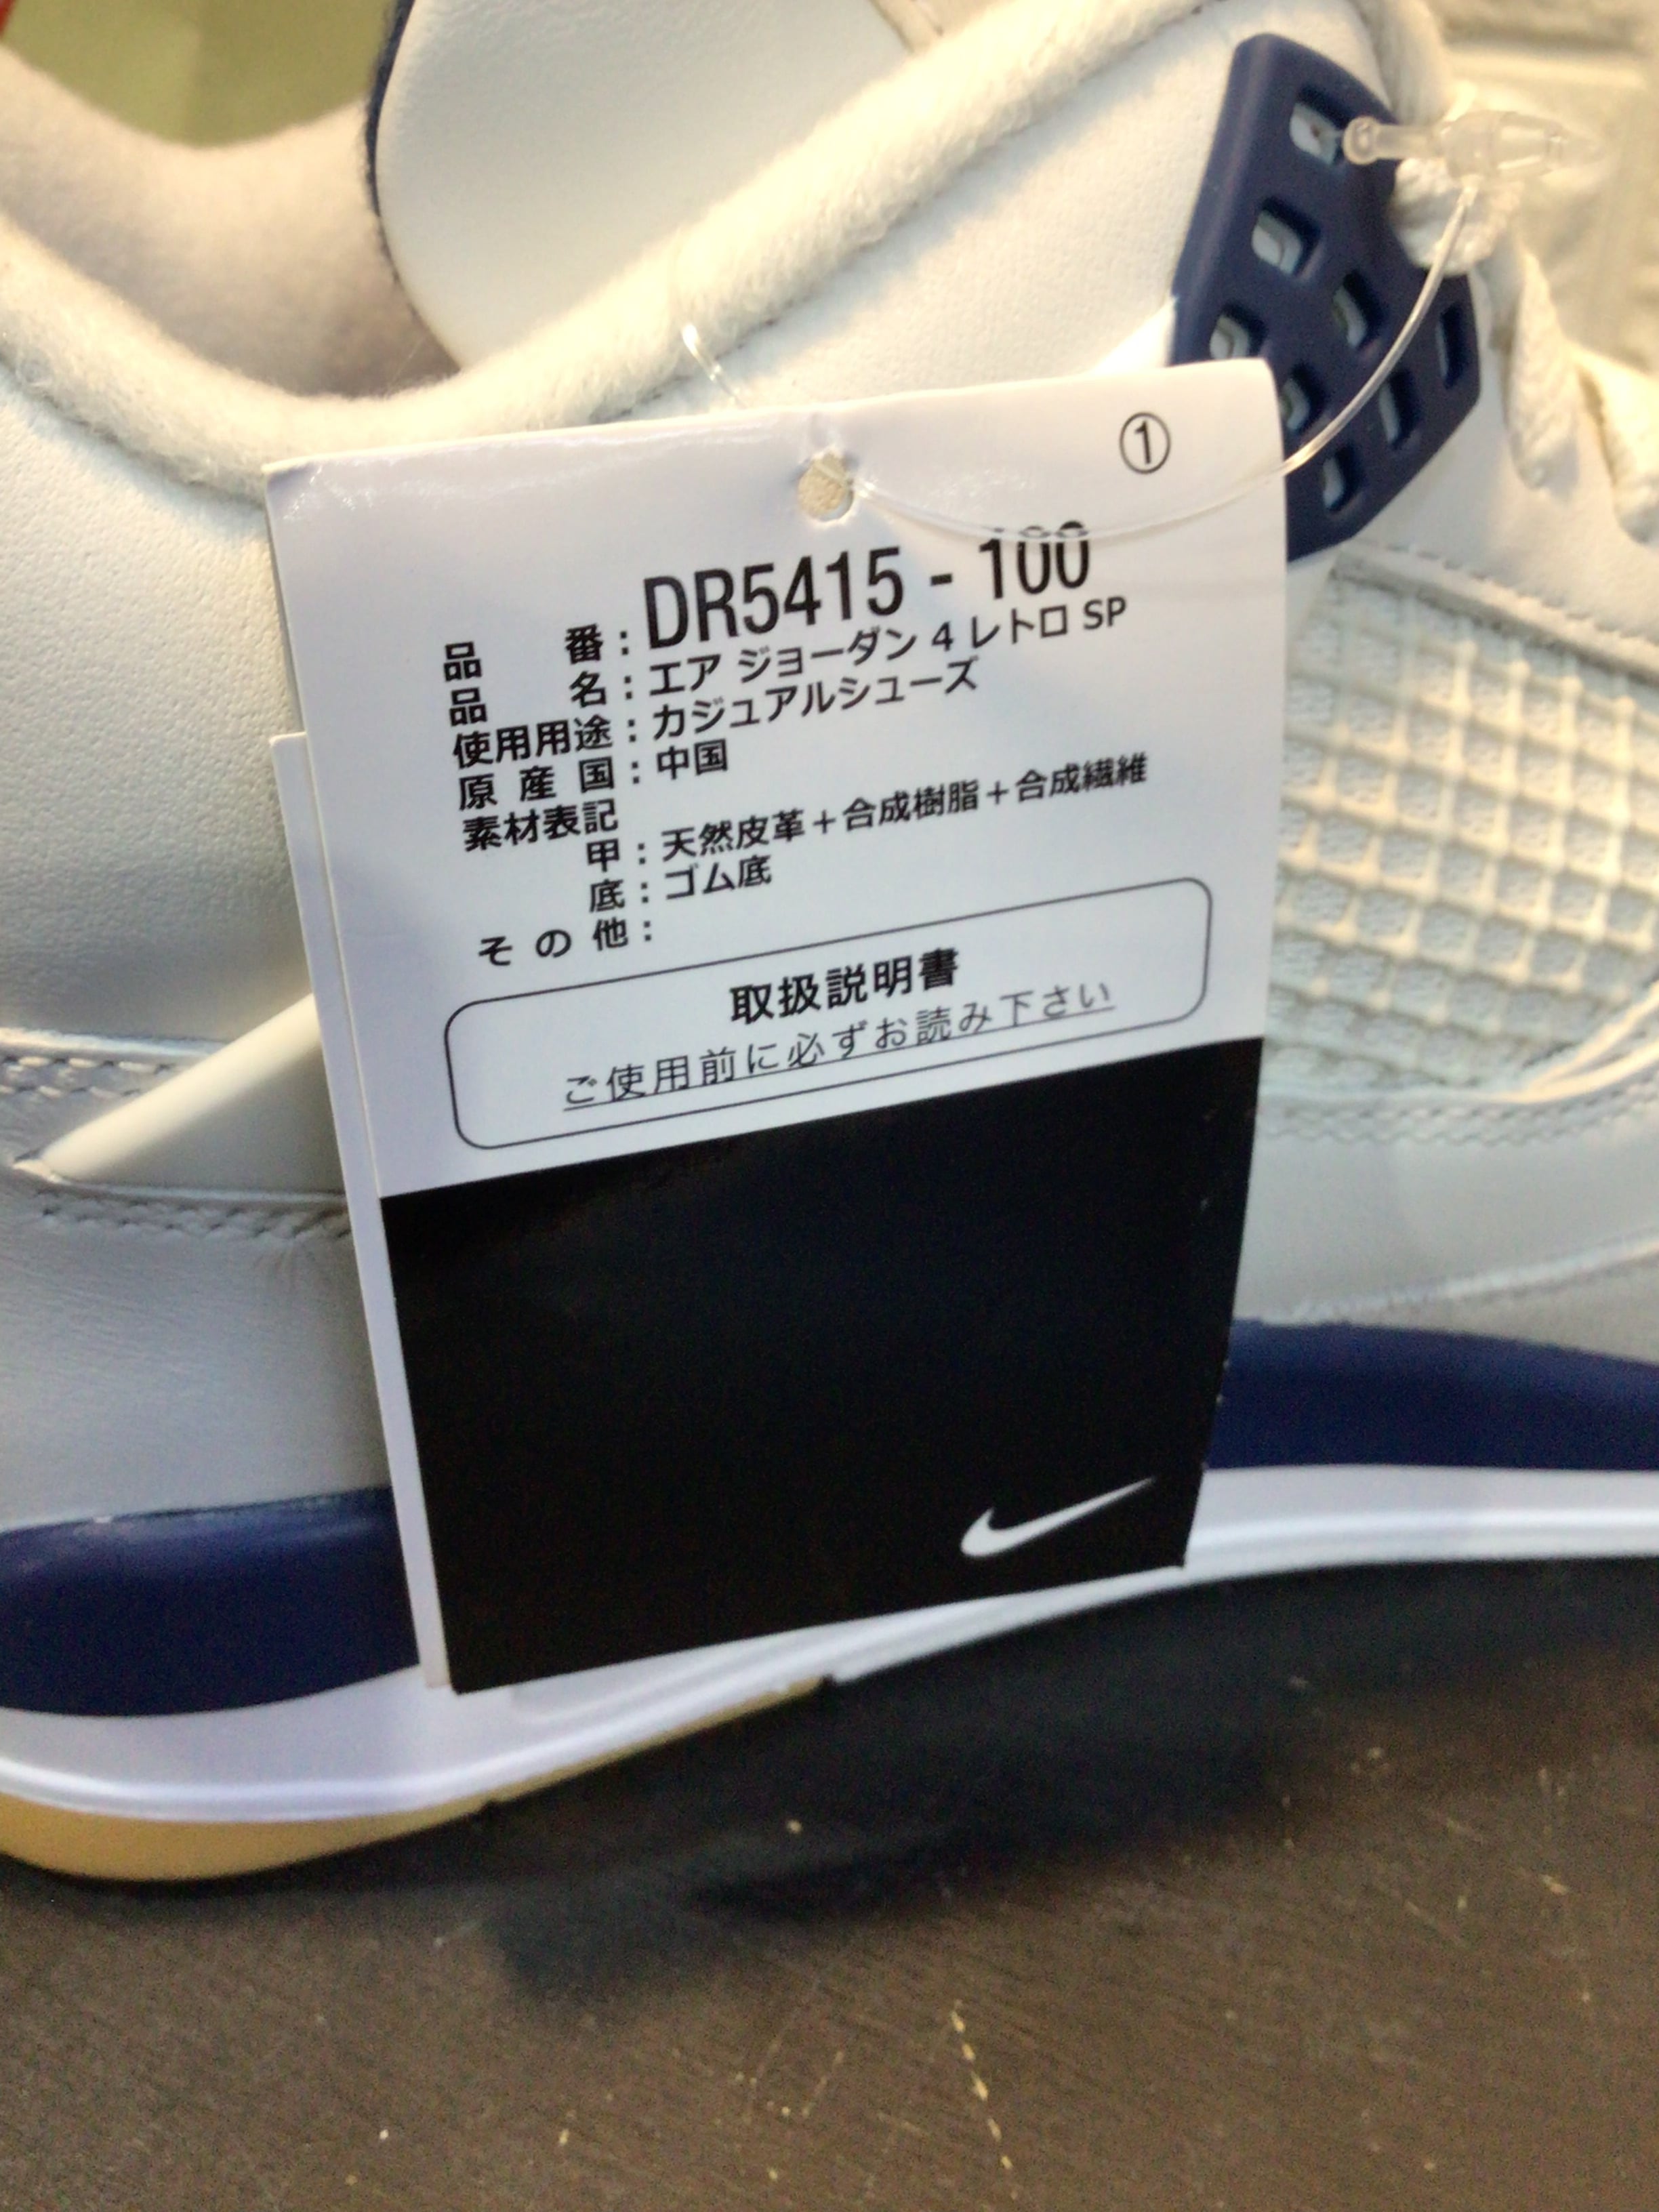 ①
品番：DR5415 - 100
品名：エア ジョーダン 4 レトロ SP
使用用途：カジュアルシューズ
原産国：中国
素材表記
甲：天然皮革＋合成樹脂＋合成繊維
底：ゴム底
その他：
取扱説明書
ご使用前に必ずお読み下さい